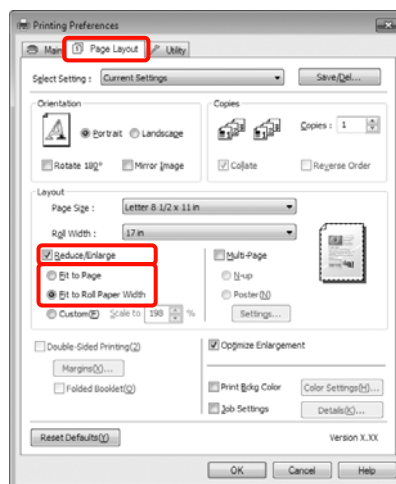 Printing Preferences
Main Page Layout Utility
Select Setting : Current Settings Save/Del...
Orientation Copies
A Portrait Landscape Copies : 1
Rotate 180° Mirror Image Collate Reverse Order
Layout
Page Size : Letter 8 1/2 x 11 in
Roll Width : 17 in
Reduce/Enlarge Multi-Page
Fit to Page N-up
Fit to Roll Paper Width Poster(N)
Custom(F) Scale to 198 % Settings...
Double-Sided Printing(2) Optimize Enlargement
Margins(X)...
Folded Booklet(Q) Print Bckg Color Color Settings(H)...
Job Settings Details(K)...
Reset Defaults(Y) Version X.XX
OK Cancel Help